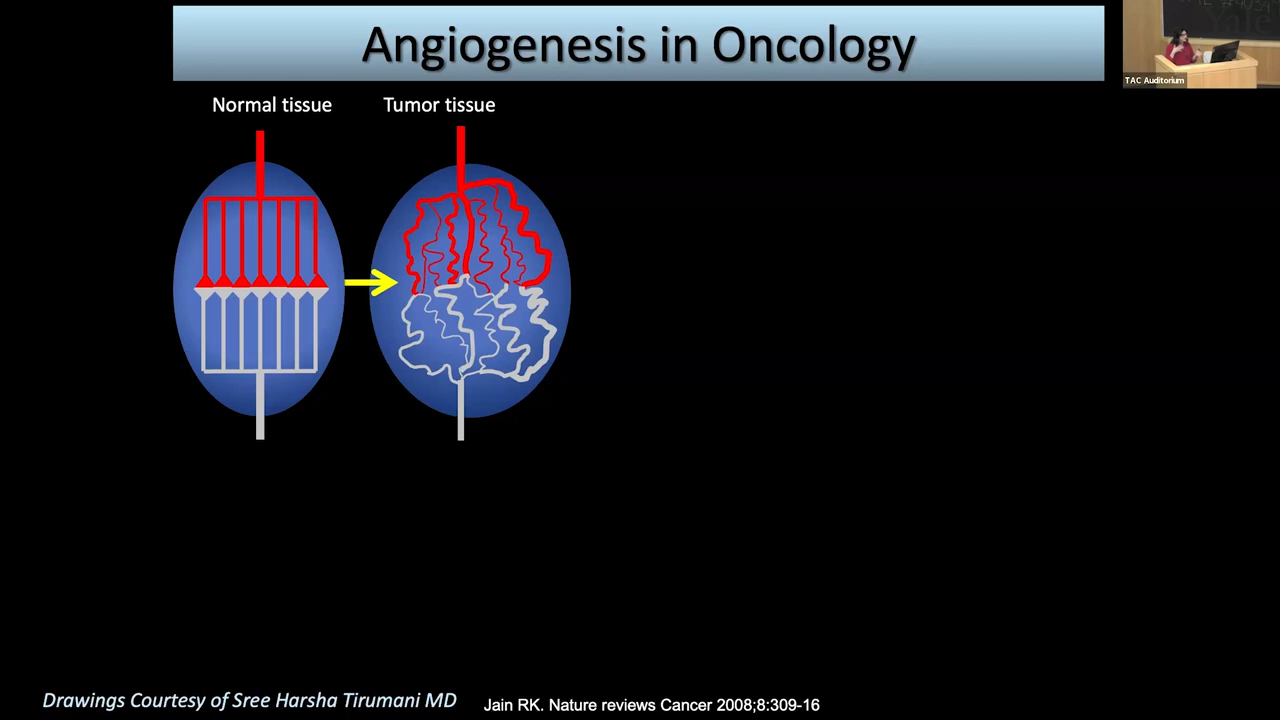 Angiogenesis in Oncology
TAC Auditorium
Normal tissue
Tumor tissue
Drawings Courtesy of Sree Harsha Tirumani MD
Jain RK. Nature reviews Cancer 2008;8:309-16